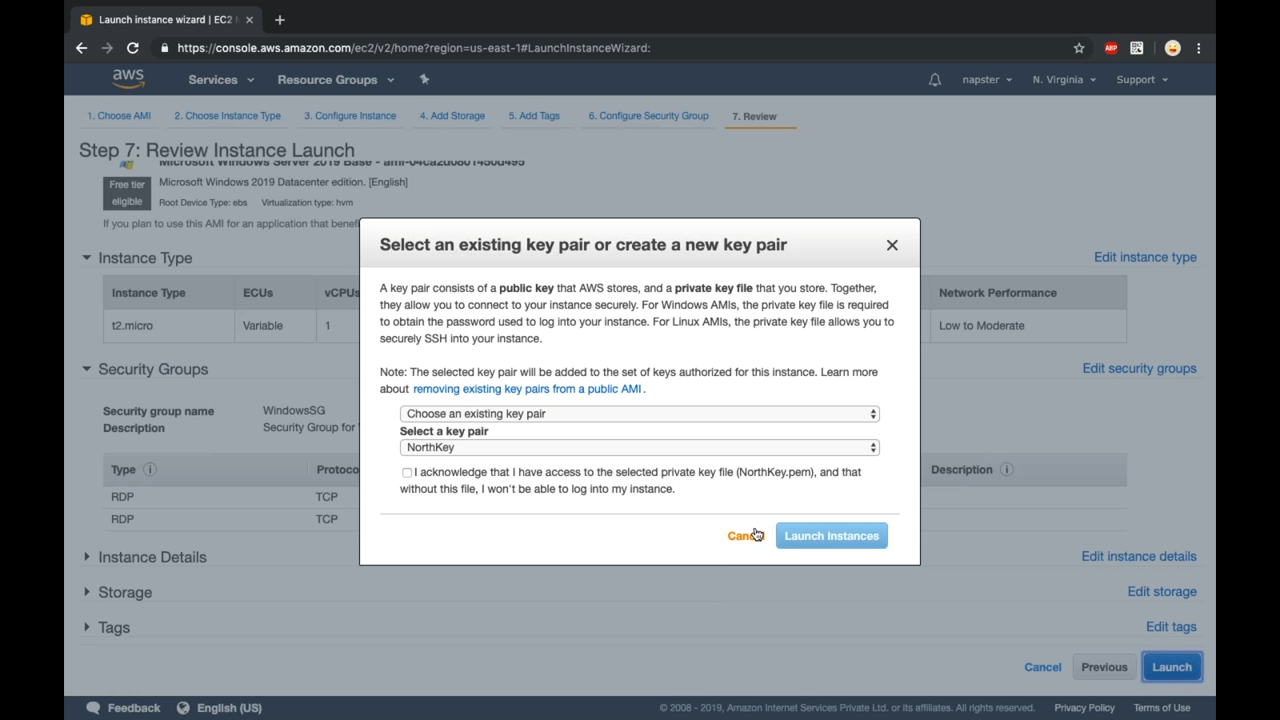 Launch instance wizard | EC2
https://console.aws.amazon.com/ec2/v2/home?region=us-east-1#LaunchInstanceWizard:
ABP
aws
Services
Resource Groups
napster
N. Virginia
Support
1. Choose AMI
2. Choose Instance Type
3. Configure Instance
4. Add Storage
5. Add Tags
6. Configure Security Group
7. Review
Step 7: Review Instance Launch
Microsoft Windows Server 2019 Base - ami-04ca2d0801450d495
Free tier
eligible
Microsoft Windows 2019 Datacenter edition. [English]
Root Device Type: ebs Virtualization type: hvm
If you plan to use this AMI for an application that benef
Instance Type
Edit instance type
Instance Type
ECUs
vCPUs
Network Performance
t2.micro
Variable
1
Low to Moderate
Security Groups
Edit security groups
Security group name
WindowsSG
Description
Security Group for
Type
Protoco
Description
RDP
TCP
RDP
TCP
Instance Details
Edit instance details
Storage
Edit storage
Tags
Edit tags
Select an existing key pair or create a new key pair
A key pair consists of a public key that AWS stores, and a private key file that you store. Together,
they allow you to connect to your instance securely. For Windows AMIs, the private key file is required
to obtain the password used to log into your instance. For Linux AMIs, the private key file allows you to
securely SSH into your instance.
Note: The selected key pair will be added to the set of keys authorized for this instance. Learn more
about removing existing key pairs from a public AMI.
Choose an existing key pair
Select a key pair
NorthKey
I acknowledge that I have access to the selected private key file (NorthKey.pem), and that
without this file, I won't be able to log into my instance.
Cancel
Launch Instances
Cancel
Previous
Launch
Feedback
English (US)
© 2008 - 2019, Amazon Internet Services Private Ltd. or its affiliates. All rights reserved.
Privacy Policy
Terms of Use